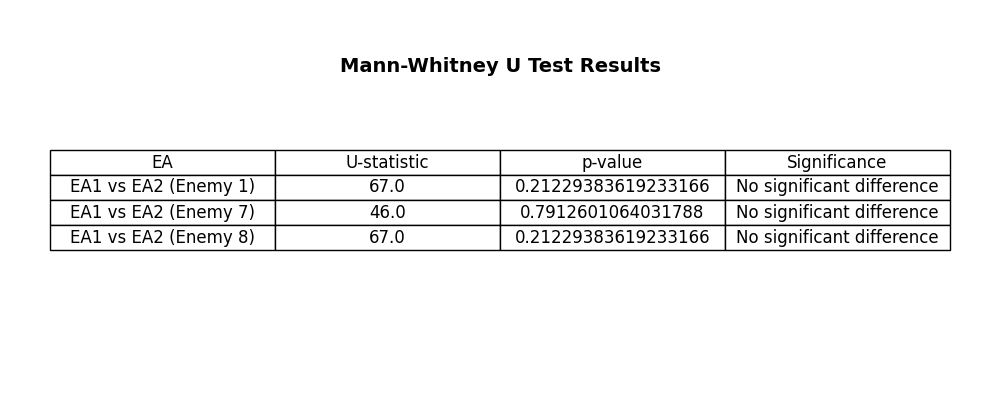 Mann-Whitney U Test Results
EA U-statistic p-value Significance
EA1 vs EA2 (Enemy 1) 67.0 0.21229383619233166 No significant difference
EA1 vs EA2 (Enemy 7) 46.0 0.7912601064031788 No significant difference
EA1 vs EA2 (Enemy 8) 67.0 0.21229383619233166 No significant difference